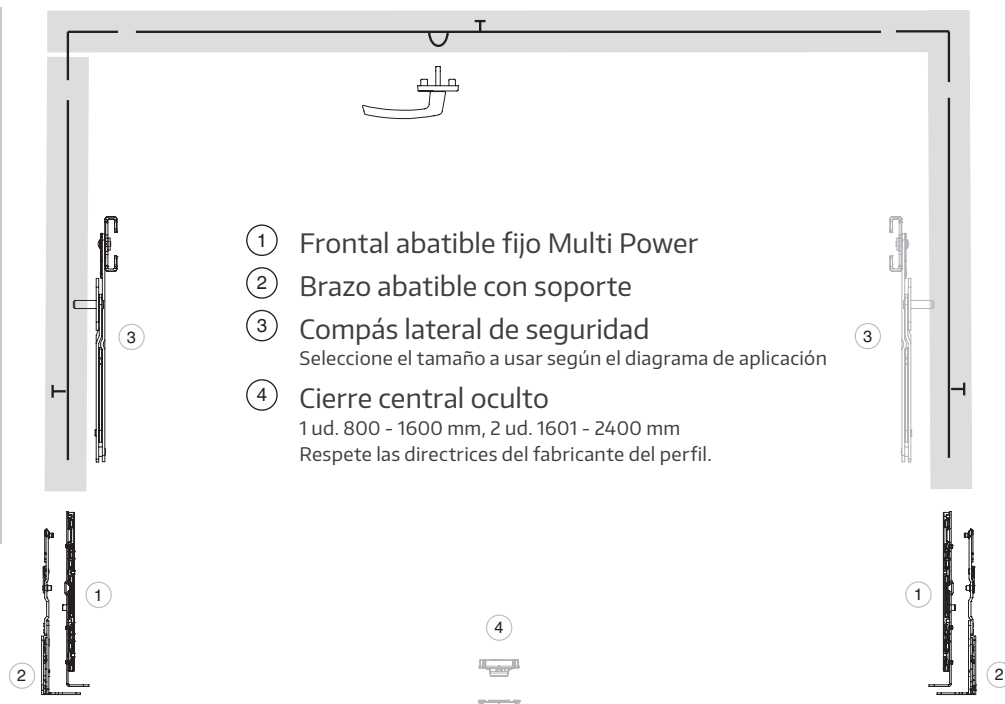 1 Frontal abatible fijo Multi Power
2 Brazo abatible con soporte
3 Compás lateral de seguridad
Seleccione el tamaño a usar según el diagrama de aplicación
4 Cierre central oculto
1 ud. 800 - 1600 mm, 2 ud. 1601 - 2400 mm
Respete las directrices del fabricante del perfil.
3
3
1
1
4
2
2